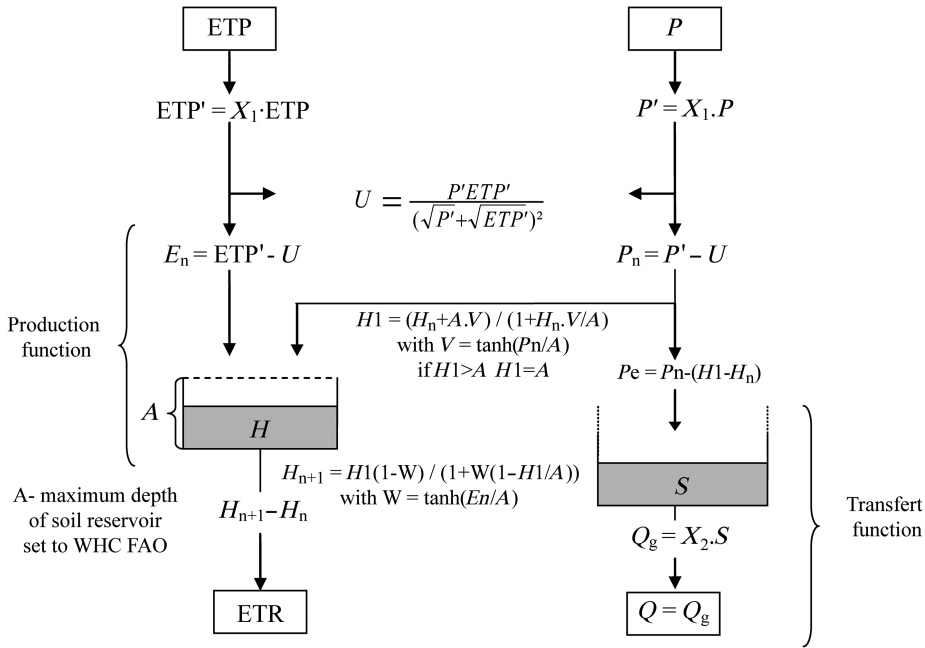 ETP
P
ETP' = X₁·ETP
P' = X₁.P
U = P'ETP' / (√P'+√ETP')²
Eₙ = ETP' - U
Pₙ = P' – U
Production
function
H1 = (Hₙ+A.V) / (1+Hₙ.V/A)
with V = tanh(Pn/A)
if H1>A H1=A
Pe = Pn-(H1-Hₙ)
A
H
S
Hₙ₊₁ = H1(1-W) / (1+W(1–H1/A))
with W = tanh(En/A)
A- maximum depth
of soil reservoir
set to WHC FAO
Hₙ₊₁–Hₙ
Transfert
function
Q_g = X₂.S
ETR
Q = Q_g